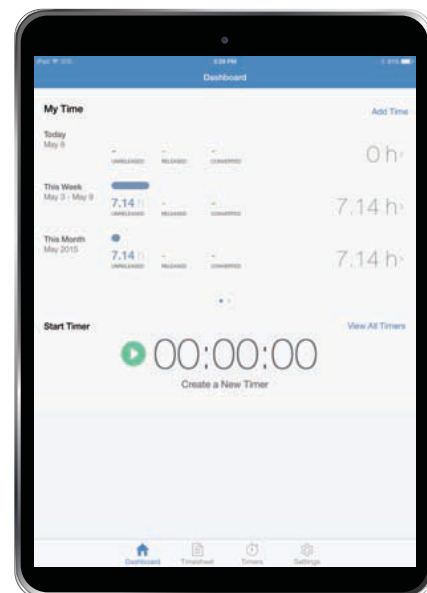 iPad
Dashboard
My Time
Add Time
Today
May 8
- - -
UNRELEASED RELEASED CONVERTED
0 h
This Week
May 3 - May 9
7.14 h - -
UNRELEASED RELEASED CONVERTED
7.14 h
This Month
May 2015
7.14 h - -
UNRELEASED RELEASED CONVERTED
7.14 h
Start Timer
View All Timers
00:00:00
Create a New Timer
Dashboard Timesheet Timers Settings